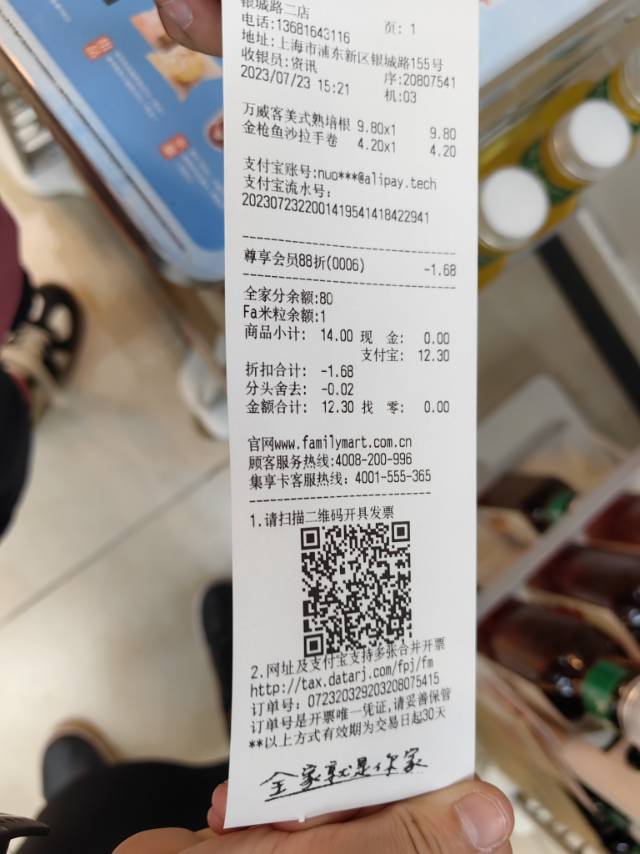 银城路二店
电话:13681643116 页: 1
地址:上海市浦东新区银城路155号
收银员:资讯 序:20807541
2023/07/23 15:21 机:03
万威客美式熟培根 9.80x1 9.80
金枪鱼沙拉手卷 4.20x1 4.20
支付宝账号:nuo***@alipay.tech
支付宝流水号:
2023072322001419541418422941
尊享会员88折(0006) -1.68
全家分余额:80
Fa米粒余额:1
商品小计: 14.00 现 金: 0.00
支付宝: 12.30
折扣合计: -1.68
分头舍去: -0.02
金额合计: 12.30 找 零: 0.00
官网www.familymart.com.cn
顾客服务热线:4008-200-996
集享卡客服热线: 4001-555-365
1.请扫描二维码开具发票
2.网址及支付宝支持多张合并开票
http://tax.datarj.com/fpj/fm
订单号: 072320329203208075415
订单号是开票唯一凭证,请妥善保管
**以上方式有效期为交易日起30天
全家就是你家